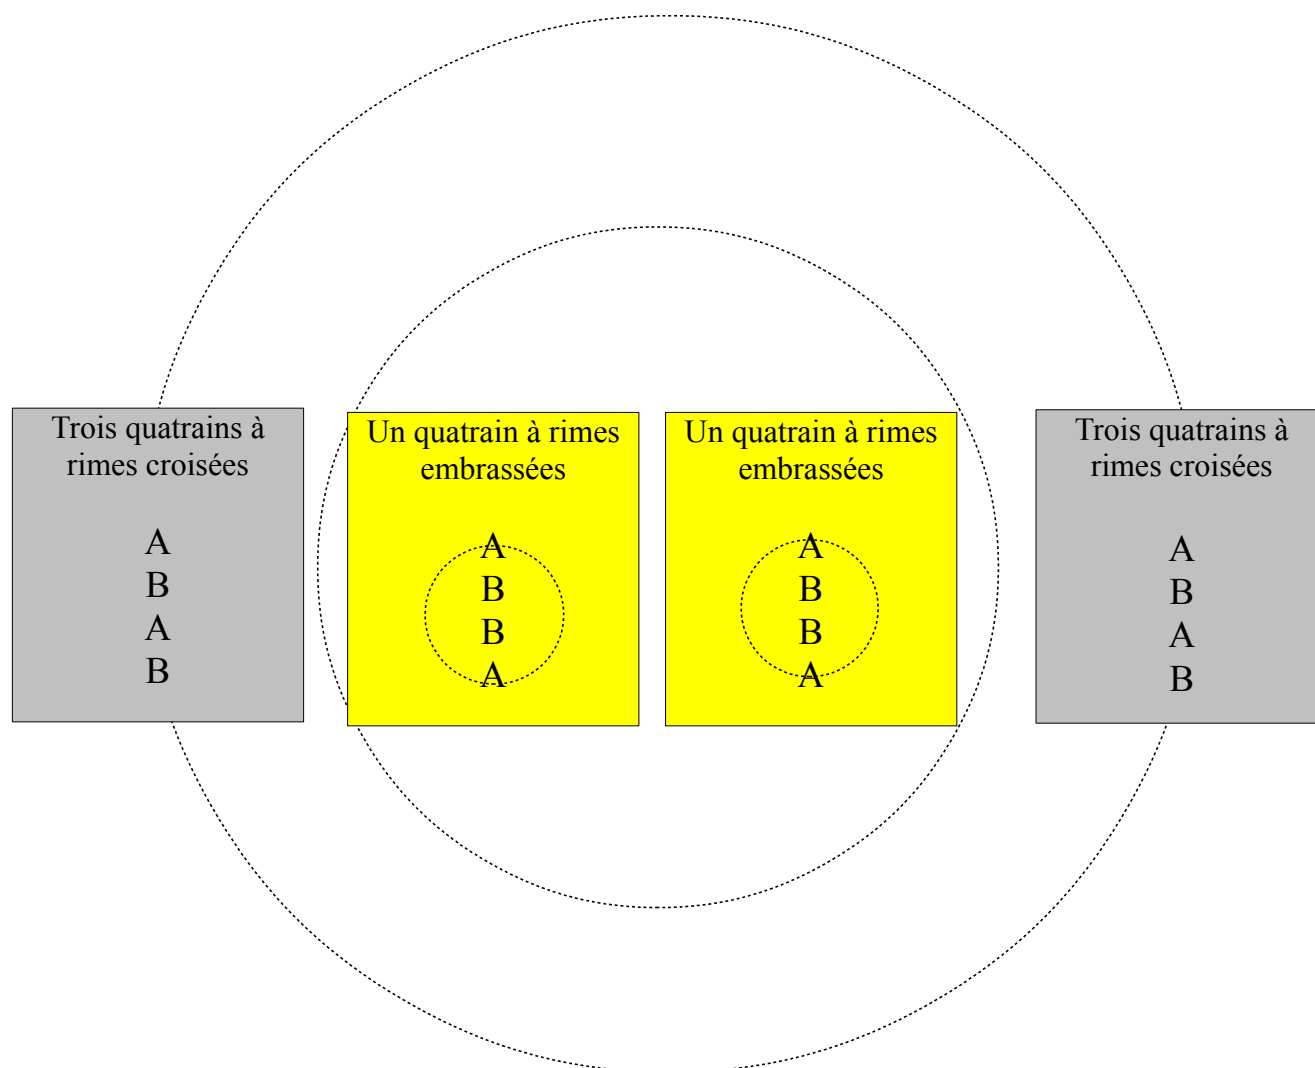 Trois quatrains à
rimes croisées
A
B
A
B
Un quatrain à rimes
embrassées
A
B
B
A
Un quatrain à rimes
embrassées
A
B
B
A
Trois quatrains à
rimes croisées
A
B
A
B